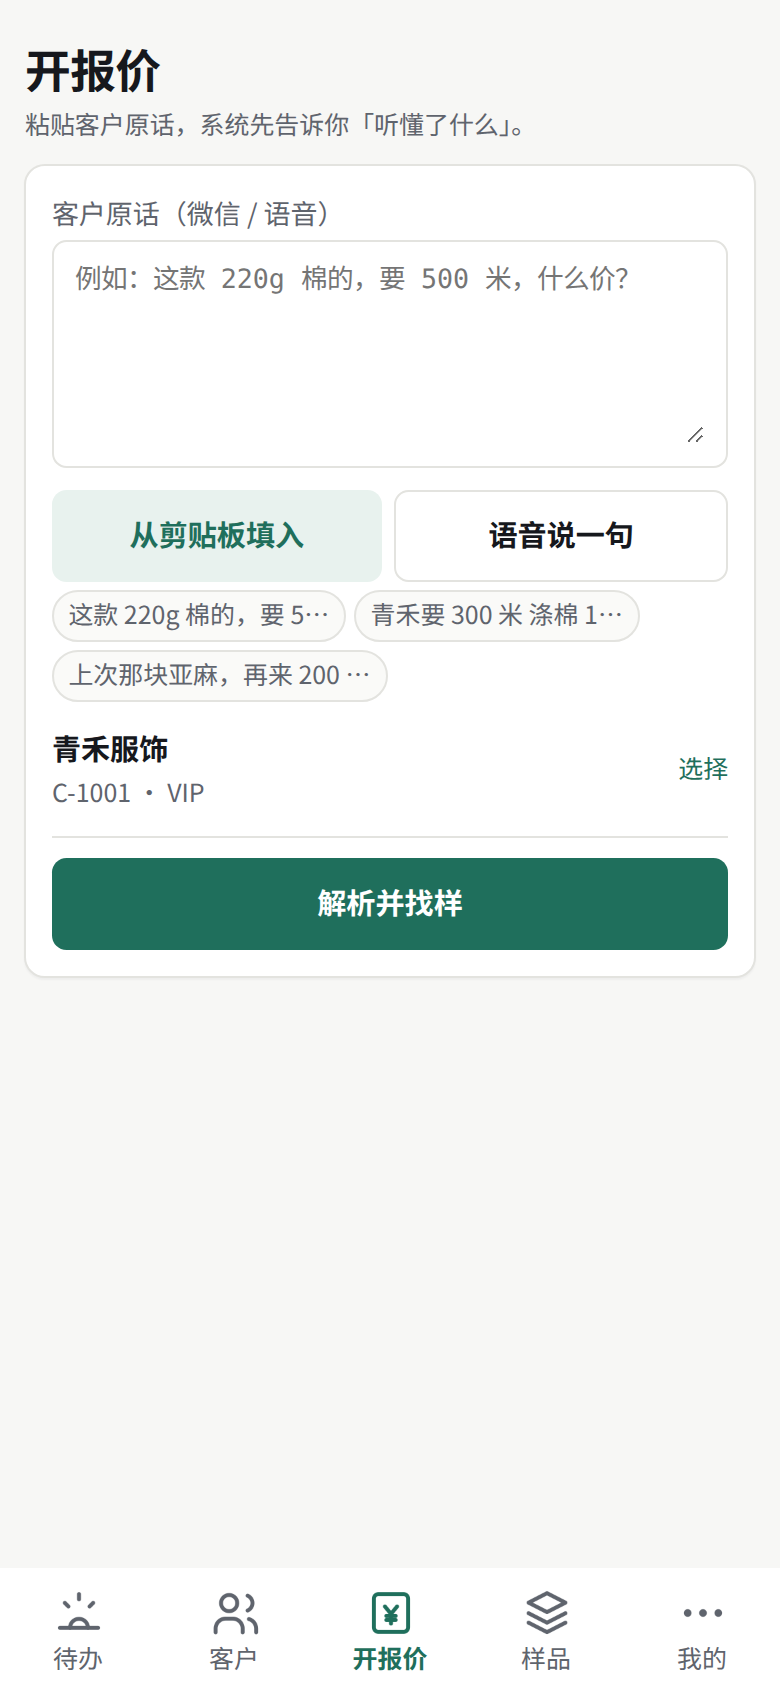 开报价
粘贴客户原话，系统先告诉你「听懂了什么」。
客户原话（微信 / 语音）
例如：这款 220g 棉的，要 500 米，什么价？
从剪贴板填入
语音说一句
这款 220g 棉的，要 5…
青禾要 300 米 涤棉 1…
上次那块亚麻，再来 200 …
青禾服饰
C-1001 · VIP
选择
解析并找样
待办
客户
开报价
样品
我的